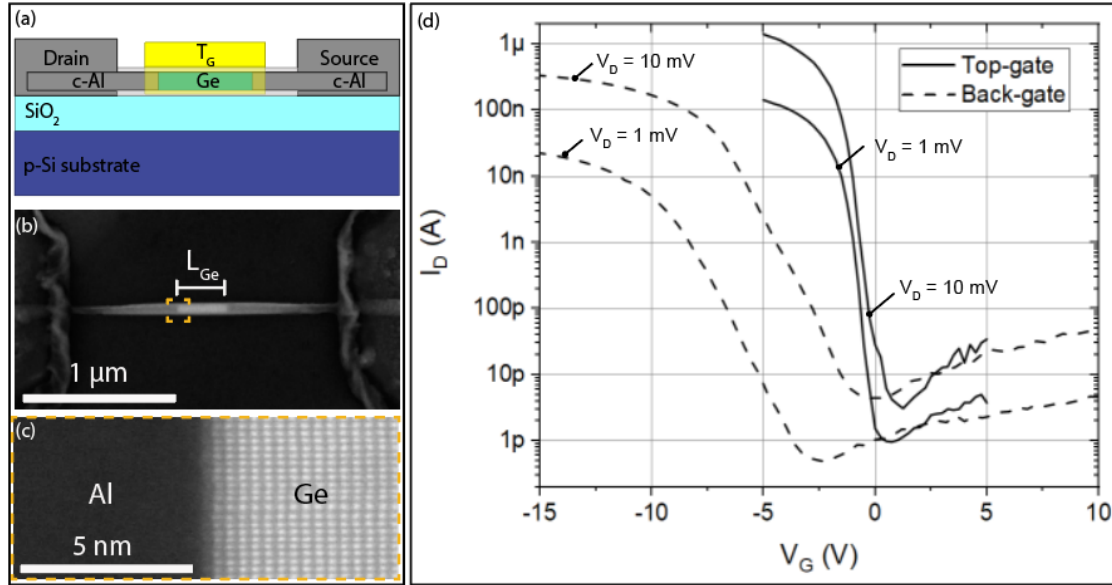 (a)
Drain
T_G
Source
c-Al
Ge
c-Al
SiO₂
p-Si substrate
(b)
L_Ge
1 µm
(c)
Al
Ge
5 nm
(d)
1µ
100n
10n
1n
100p
10p
1p
I_D (A)
V_D = 10 mV
V_D = 1 mV
V_D = 1 mV
V_D = 10 mV
Top-gate
Back-gate
-15
-10
-5
0
5
10
V_G (V)